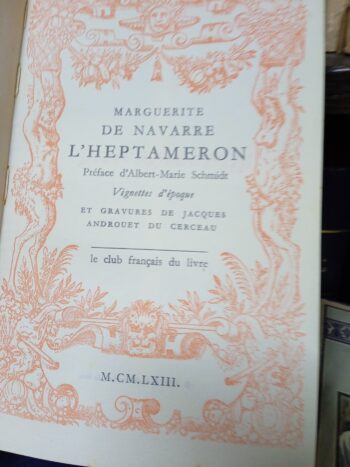 MARGUERITE
DE NAVARRE
L'HEPTAMERON
Préface d'Albert-Marie Schmidt
Vignettes d'époque
ET GRAVURES DE JACQUES
ANDROUET DU CERCEAU
le club français du livre
M.CM.LXIII.